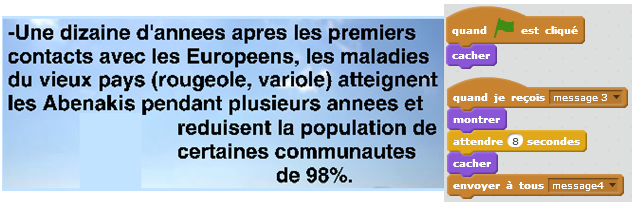 -Une dizaine d'annees apres les premiers
contacts avec les Europeens, les maladies
du vieux pays (rougeole, variole) atteignent
les Abenakis pendant plusieurs annees et
reduisent la population de
certaines communautes
de 98%.
quand est cliqué
cacher
quand je reçois message 3
montrer
attendre 8 secondes
cacher
envoyer à tous message4